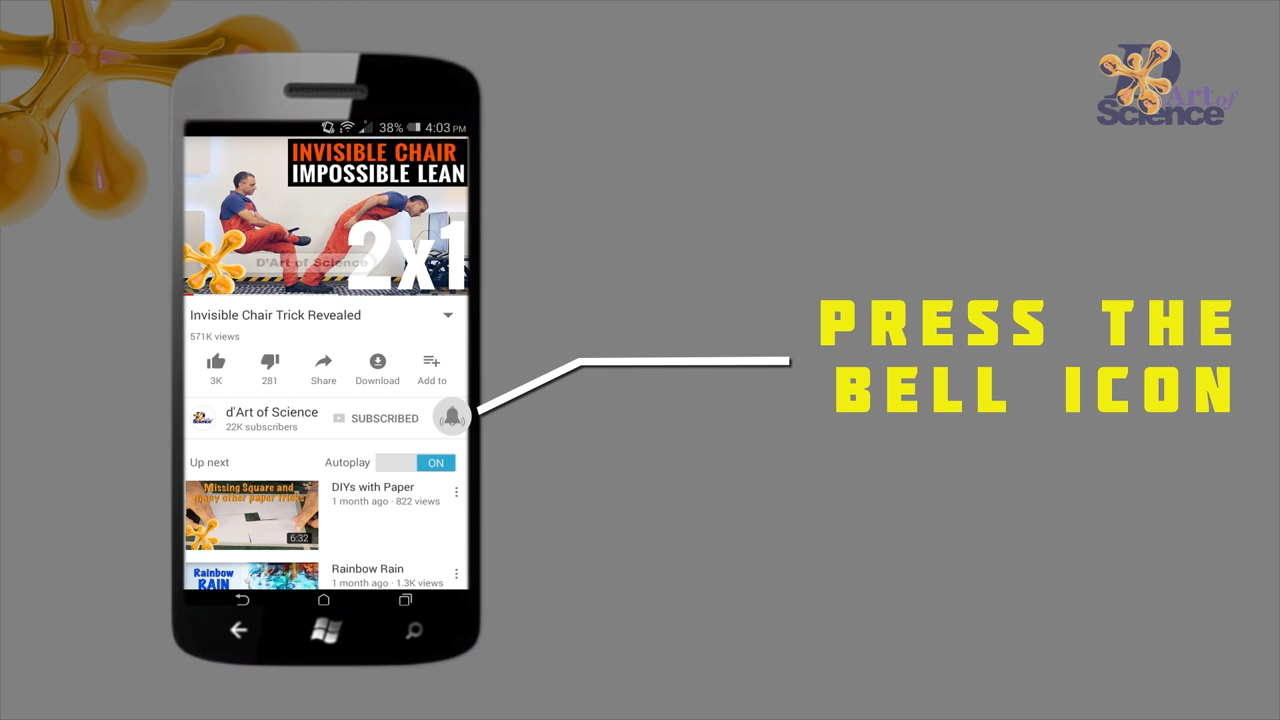 D
Art of
Science
38% 4:03 PM
INVISIBLE CHAIR
IMPOSSIBLE LEAN
2x1
D'Art of Science
Invisible Chair Trick Revealed
571K views
3K 281 Share Download Add to
d'Art of Science
22K subscribers
SUBSCRIBED
PRESS THE
BELL ICON
Up next Autoplay ON
Missing Square and
many other paper tricks
6:32
DIYs with Paper
1 month ago · 822 views
Rainbow
RAIN
Rainbow Rain
1 month ago · 1.3K views